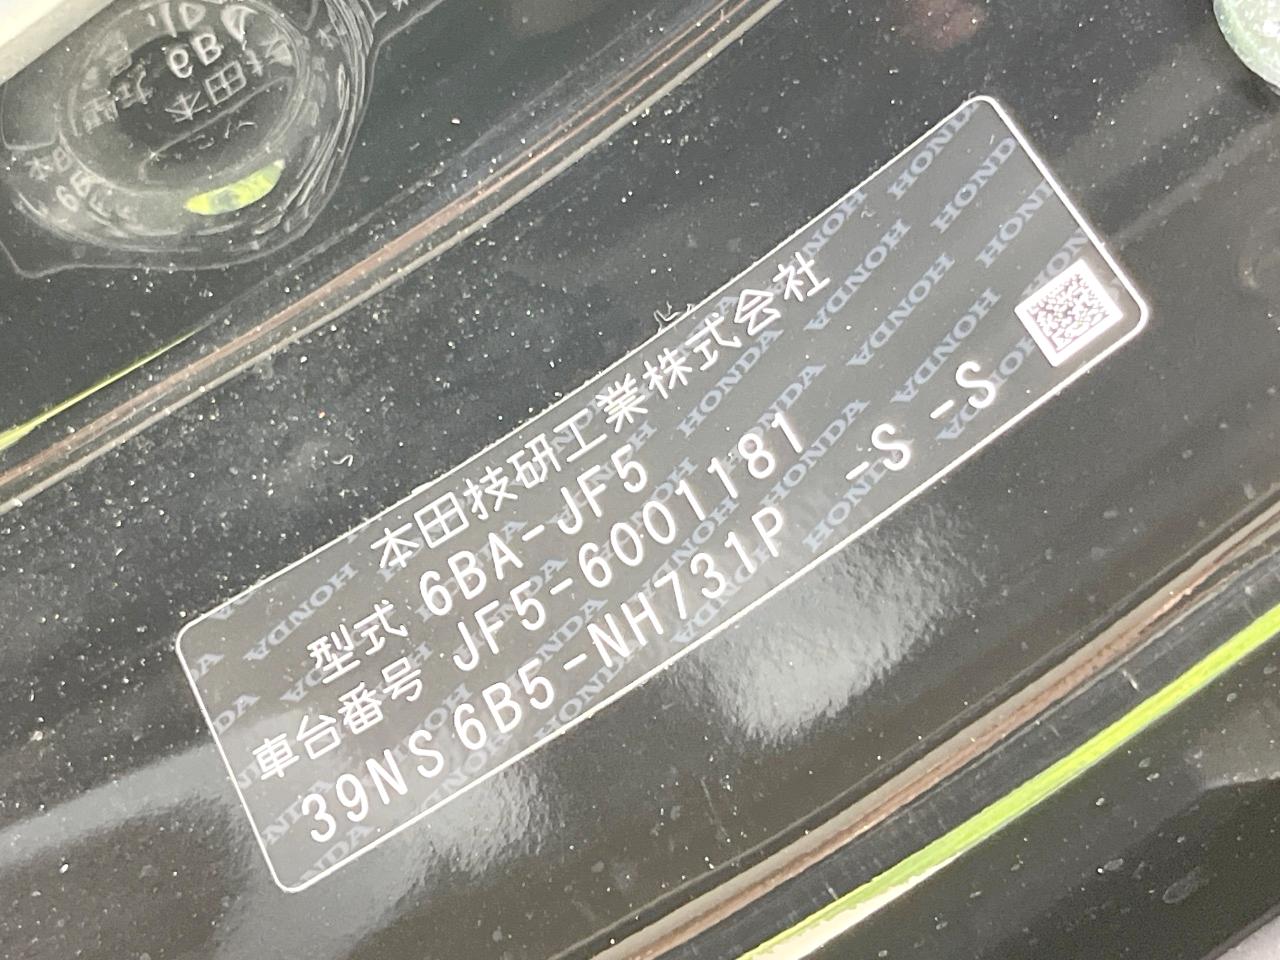 本田技研工業株式会社
型式 6BA-JF5
車台番号 JF5-6001181
39NS6B5-NH731P -S -S